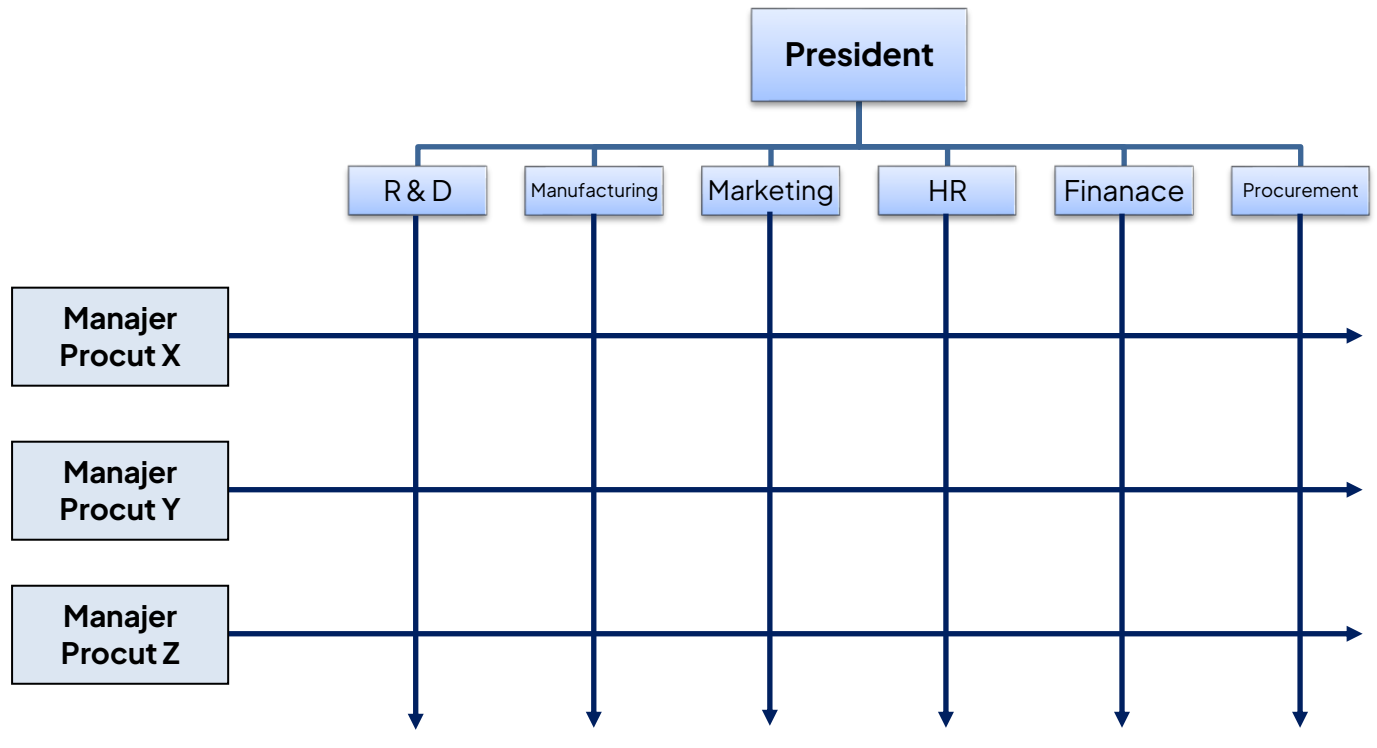 President
R & D
Manufacturing
Marketing
HR
Finanace
Procurement
Manajer
Procut X
Manajer
Procut Y
Manajer
Procut Z